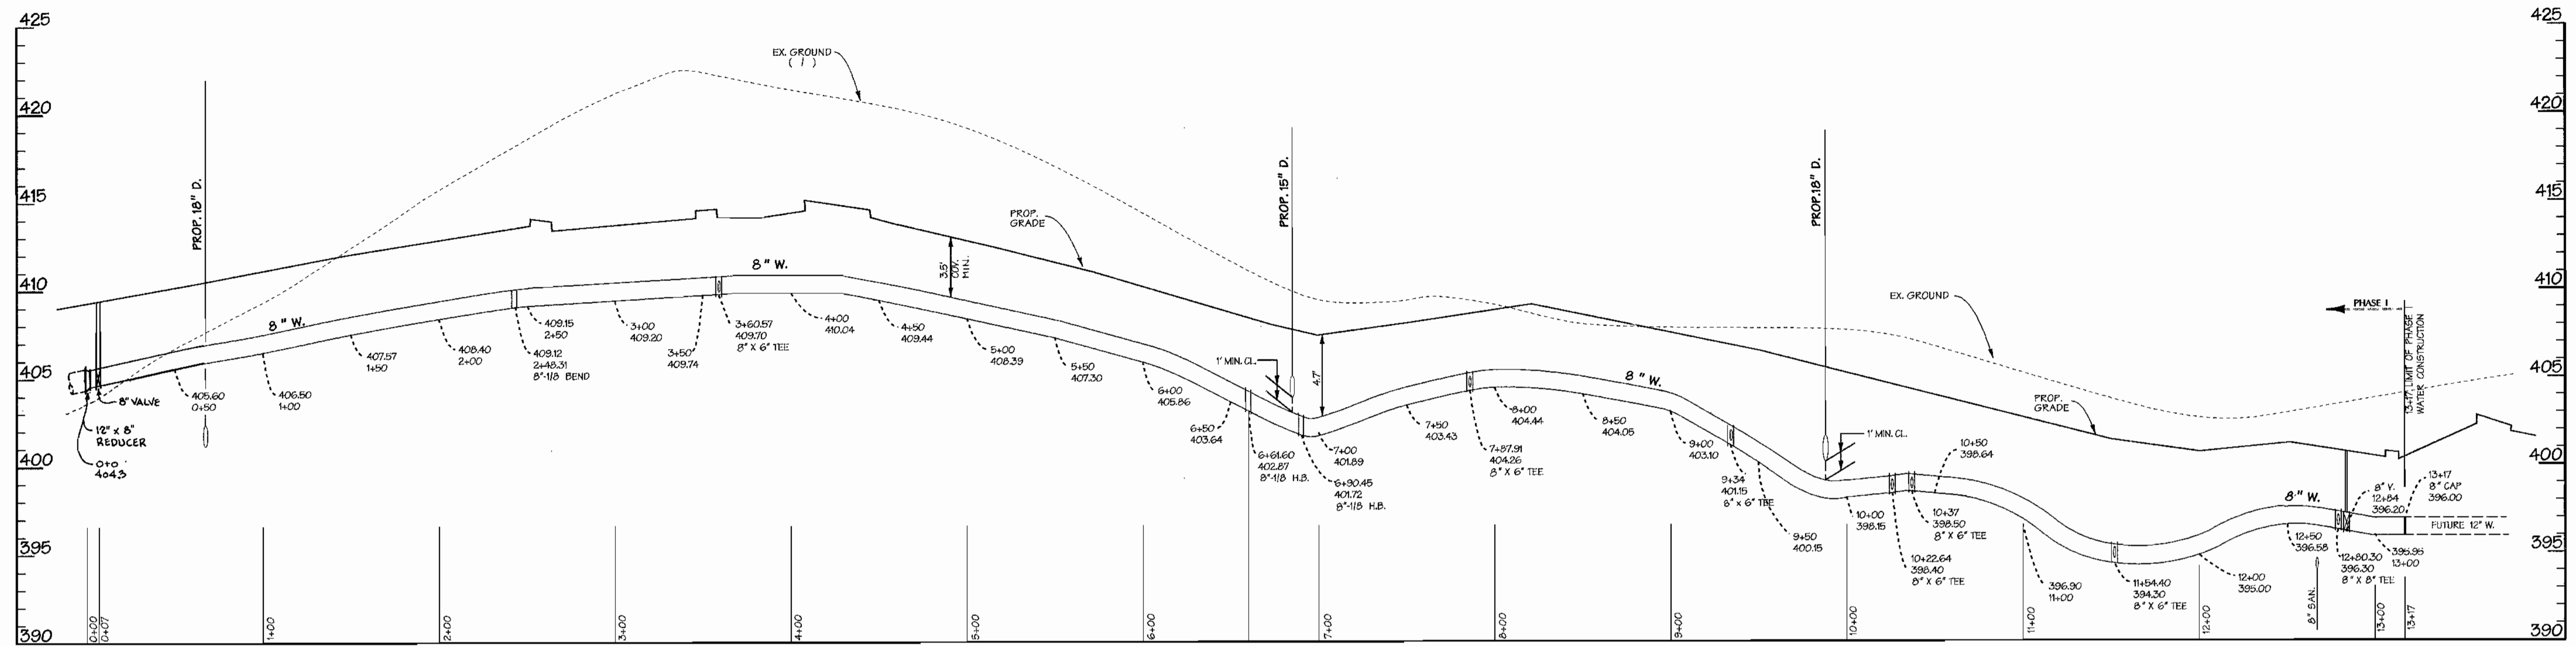 425
420
415
410
405
400
395
390
EX. GROUND
( 1 )
PROP. 18" D.
8" W.
8" VALVE
12" X 8"
REDUCER
0+0
404.3
405.60
0+50
406.50
1+00
407.57
1+50
408.40
2+00
409.15
2+50
409.12
2+48.31
8"-1/8 BEND
3+00
409.20
3+50
409.74
3+60.57
409.70
8" X 6" TEE
8" W.
4+00
410.04
4+50
409.44
3.5'
COV.
MIN.
5+00
408.39
5+50
407.30
PROP.
GRADE
6+00
405.86
6+50
403.64
6+61.60
402.87
8"-1/8 H.B.
1' MIN. CL.
PROP. 15" D.
4.7'
7+00
401.89
6+90.45
401.72
8"-1/8 H.B.
7+50
403.43
7+87.91
404.26
8" X 6" TEE
8+00
404.44
8+50
404.05
8" W.
9+00
403.10
9+34
401.15
8" X 6" TEE
9+50
400.15
PROP. 18" D.
1' MIN. CL.
10+00
398.15
10+22.64
398.40
8" X 6" TEE
10+37
398.50
8" X 6" TEE
10+50
398.64
EX. GROUND
PROP.
GRADE
396.90
11+00
11+54.40
394.30
8" X 6" TEE
12+00
395.00
8" W.
12+50
396.58
12+80.30
396.30
8" X 8" TEE
8" V.
12+84
396.20
395.95
13+00
13+17
8" CAP
396.00
FUTURE 12" W.
PHASE 1
13+17, LIMIT OF PHASE
WATER CONSTRUCTION
8" SAN.
0+00
0+07
1+00
2+00
3+00
4+00
5+00
6+00
7+00
8+00
9+00
10+00
11+00
12+00
13+00
13+17
425
420
415
410
405
400
395
390